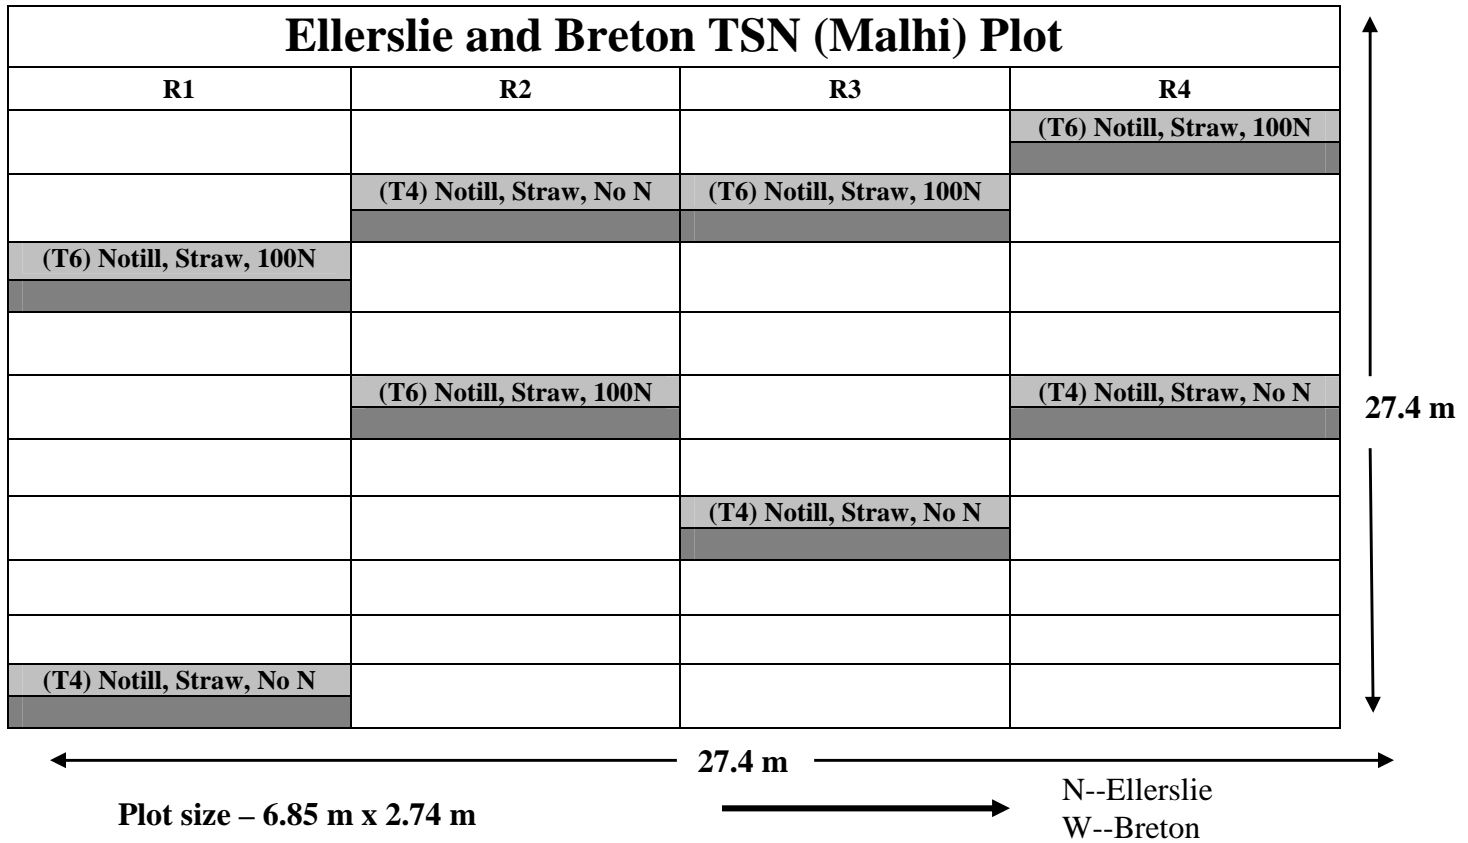 Ellerslie and Breton TSN (Malhi) Plot
R1 R2 R3 R4
(T6) Notill, Straw, 100N
(T4) Notill, Straw, No N (T6) Notill, Straw, 100N
(T6) Notill, Straw, 100N
(T6) Notill, Straw, 100N (T4) Notill, Straw, No N
27.4 m
(T4) Notill, Straw, No N
(T4) Notill, Straw, No N
27.4 m
Plot size – 6.85 m x 2.74 m
N--Ellerslie
W--Breton